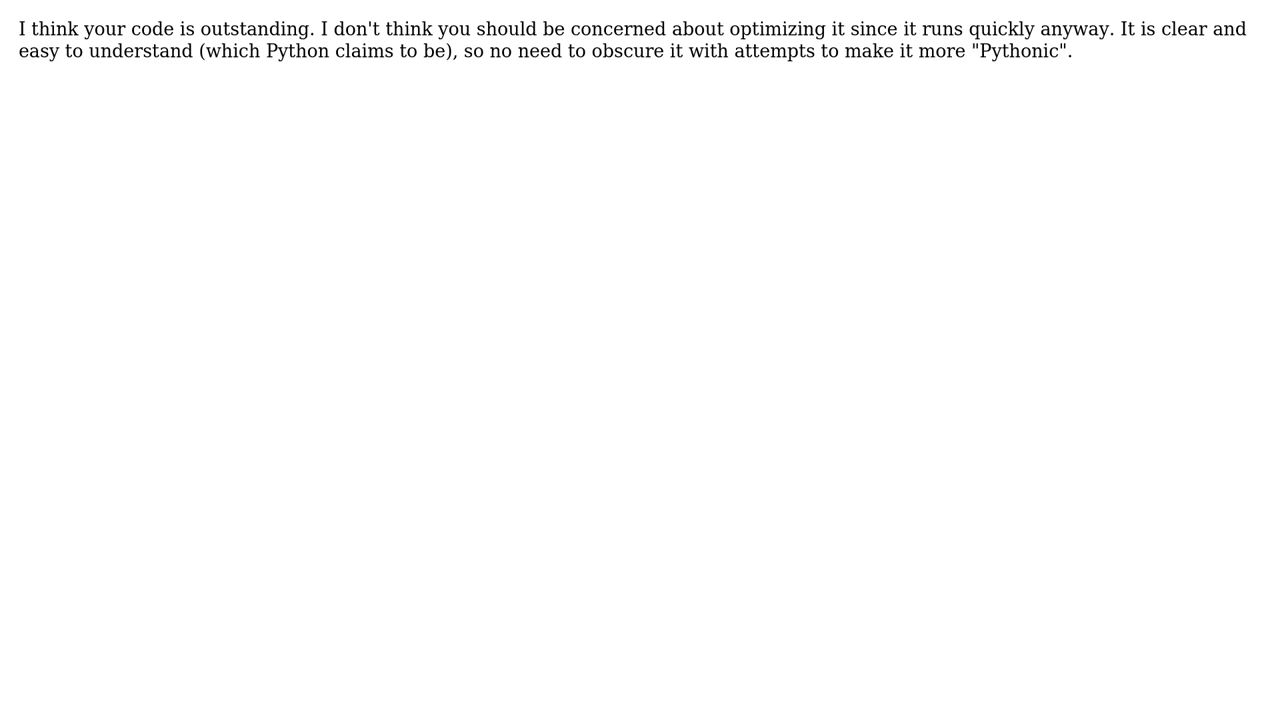 I think your code is outstanding. I don't think you should be concerned about optimizing it since it runs quickly anyway. It is clear and
easy to understand (which Python claims to be), so no need to obscure it with attempts to make it more "Pythonic".